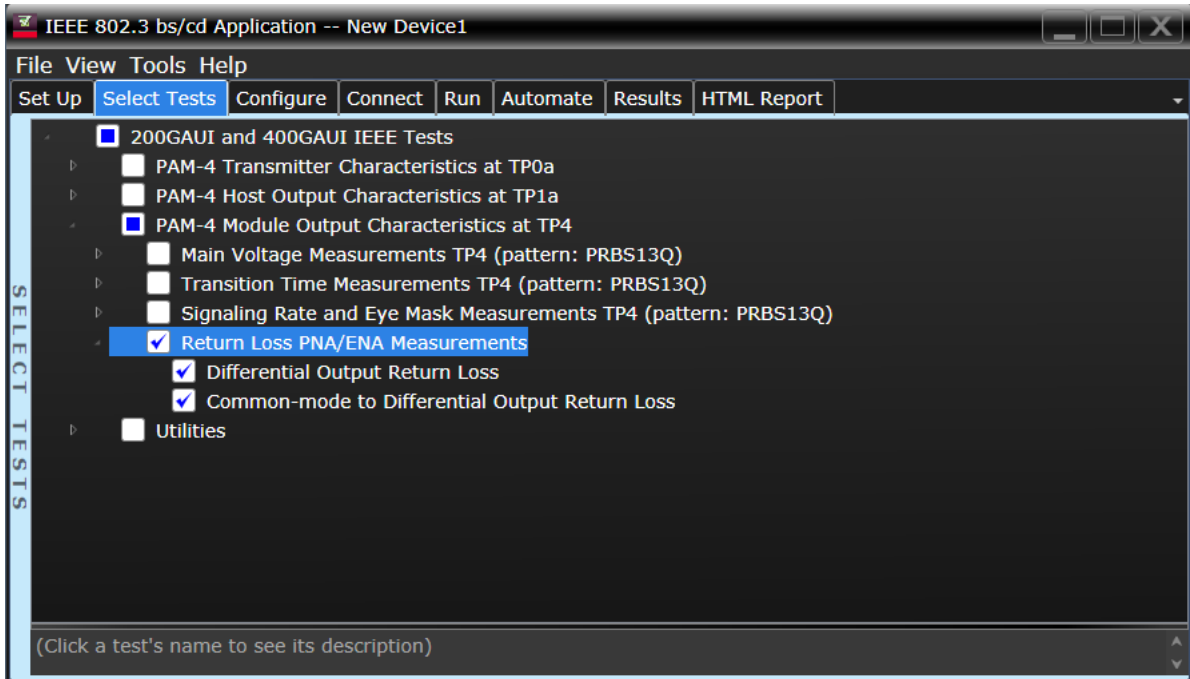 IEEE 802.3 bs/cd Application -- New Device1
File View Tools Help
Set Up Select Tests Configure Connect Run Automate Results HTML Report
200GAUI and 400GAUI IEEE Tests
PAM-4 Transmitter Characteristics at TP0a
PAM-4 Host Output Characteristics at TP1a
PAM-4 Module Output Characteristics at TP4
Main Voltage Measurements TP4 (pattern: PRBS13Q)
Transition Time Measurements TP4 (pattern: PRBS13Q)
Signaling Rate and Eye Mask Measurements TP4 (pattern: PRBS13Q)
Return Loss PNA/ENA Measurements
Differential Output Return Loss
Common-mode to Differential Output Return Loss
Utilities
SELECT TESTS
(Click a test's name to see its description)